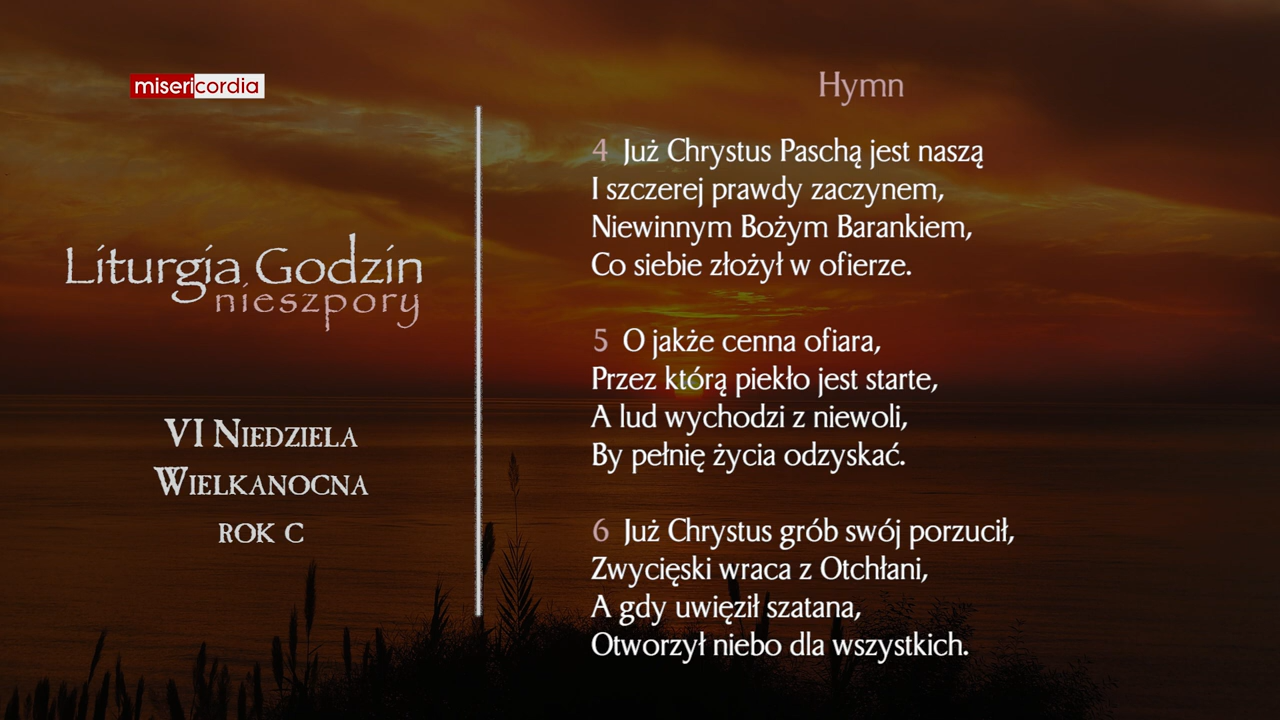 misericordia
Liturgia Godzin
nieszpory
VI Niedziela
Wielkanocna
rok C
Hymn
4 Już Chrystus Paschą jest naszą
I szczerej prawdy zaczynem,
Niewinnym Bożym Barankiem,
Co siebie złożył w ofierze.
5 O jakże cenna ofiara,
Przez którą piekło jest starte,
A lud wychodzi z niewoli,
By pełnię życia odzyskać.
6 Już Chrystus grób swój porzucił,
Zwycięski wraca z Otchłani,
A gdy uwięził szatana,
Otworzył niebo dla wszystkich.